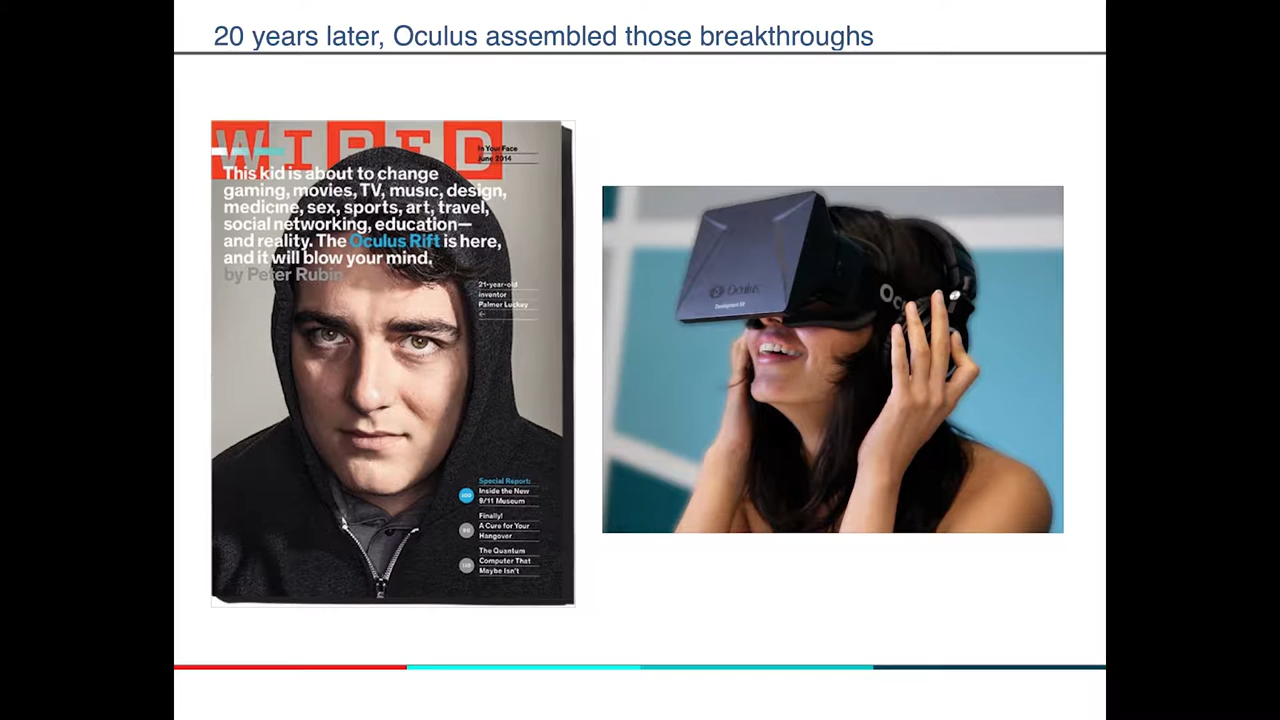 20 years later, Oculus assembled those breakthroughs
WIRED
In Your Face
June 2014
This kid is about to change
gaming, movies, TV, music, design,
medicine, sex, sports, art, travel,
social networking, education—
and reality. The Oculus Rift is here,
and it will blow your mind.
by Peter Rubin
21-year-old
inventor
Palmer Luckey
Special Report:
Inside the New
9/11 Museum
Finally!
A Cure for Your
Hangover
The Quantum
Computer That
Maybe Isn't
Oculus
Development Kit